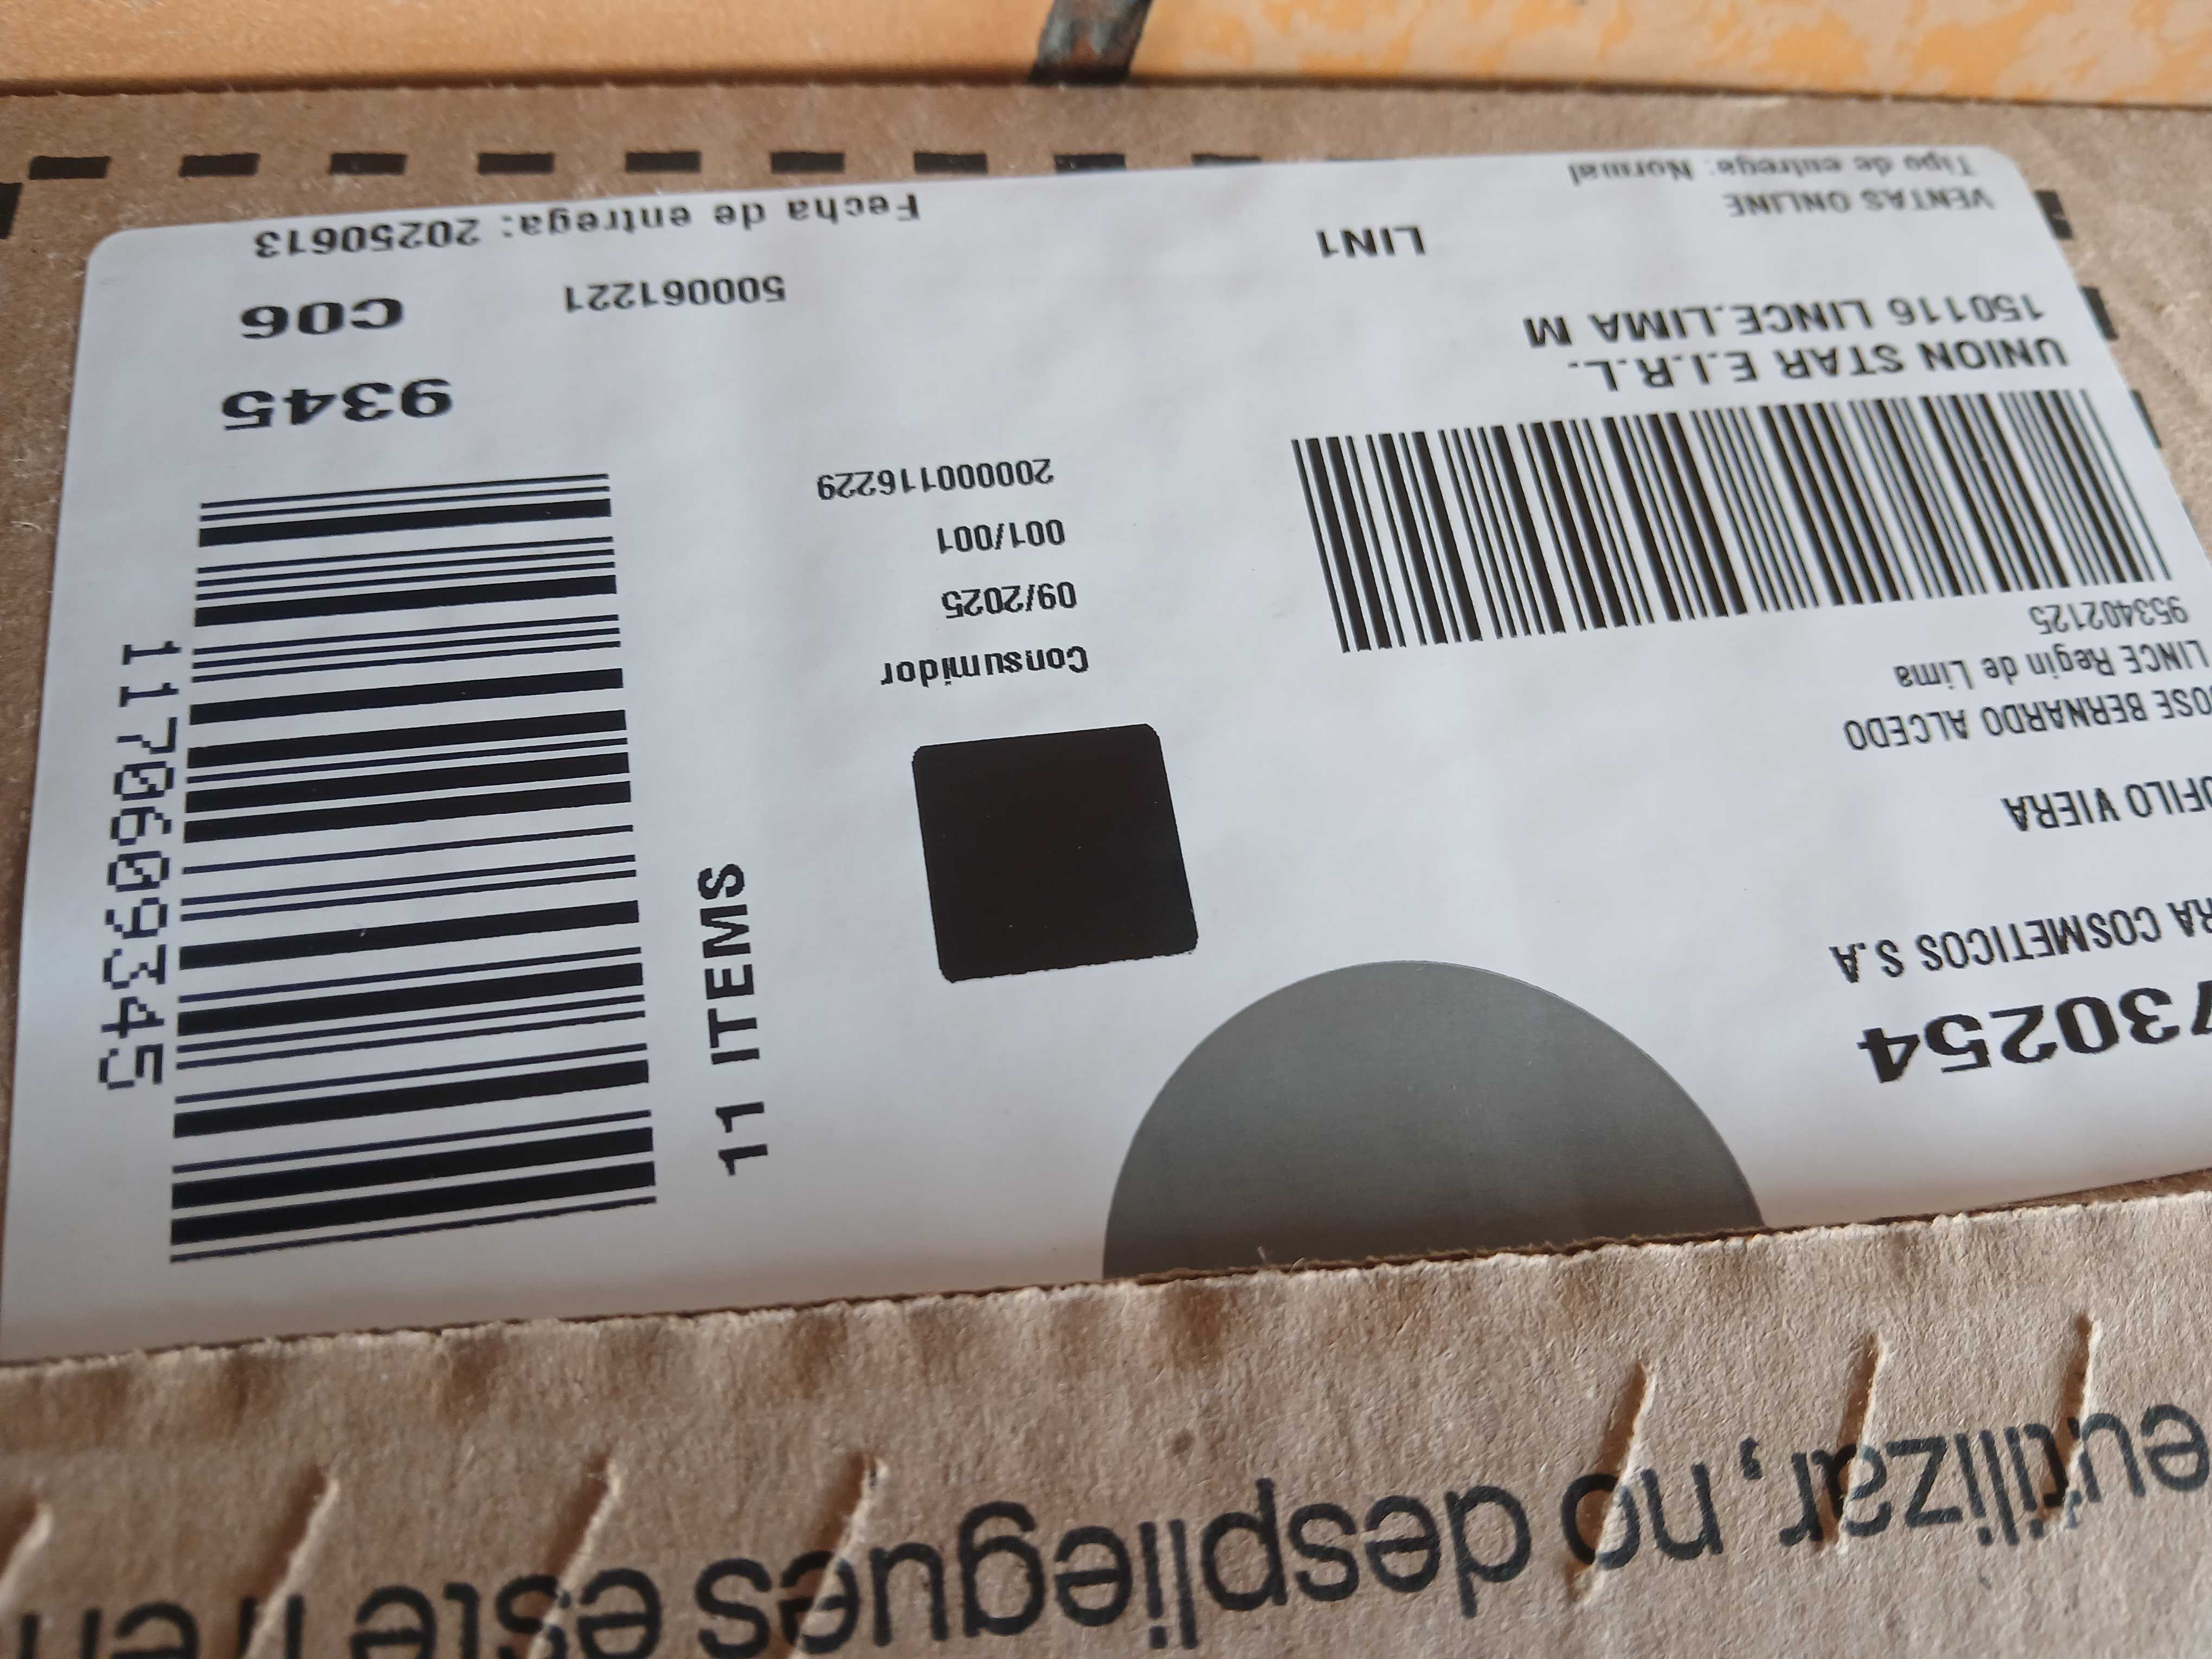 730254
RA COSMETICOS S.A
OFILO VIERA
OSE BERNARDO ALCEDO
LINCE Regin de Lima
953402125
UNION STAR E.I.R.L.
150116 LINCE.LIMA M
LIN1
VENTAS ONLINE
Tipo de entrega: Normal
Consumidor
09/2025
001/001
200000116229
11 ITEMS
1170609345
9345
C06
500061221
Fecha de entrega: 20250613
eutilizar, no despliegues este